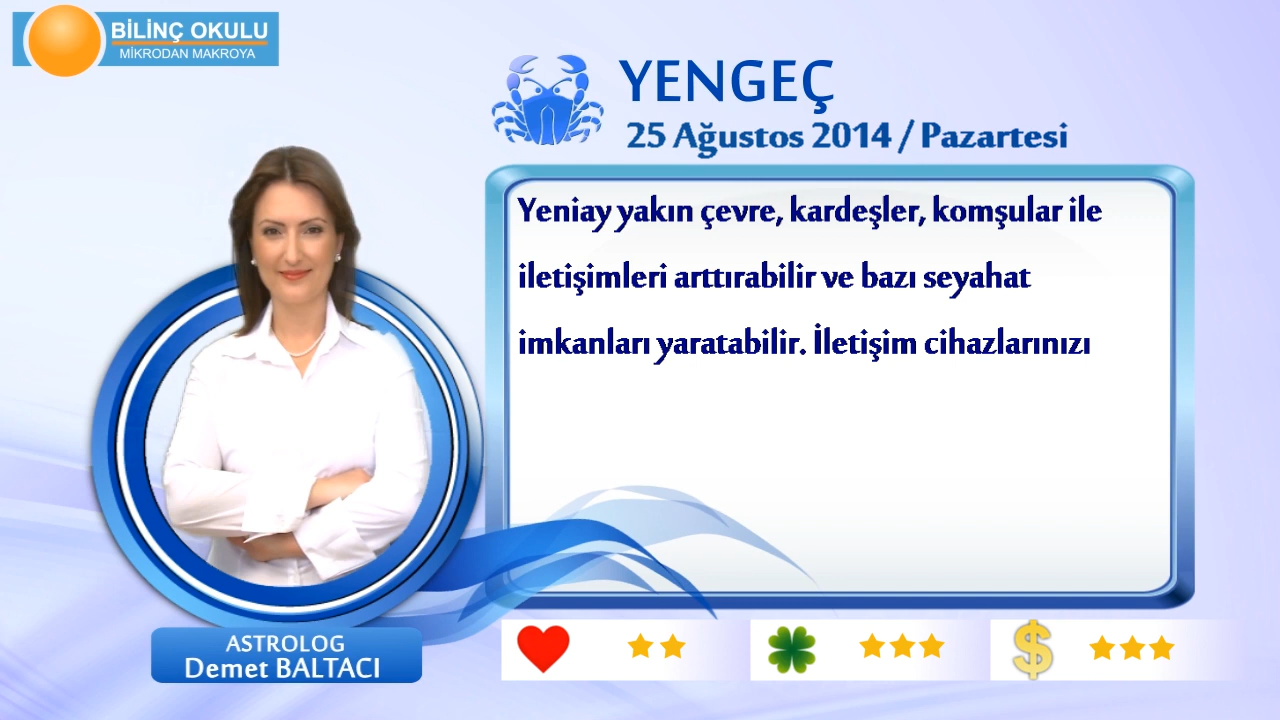 BİLİNÇ OKULU
MİKRODAN MAKROYA
YENGEÇ
25 Ağustos 2014 / Pazartesi
Yeniay yakın çevre, kardeşler, komşular ile
iletişimleri arttırabilir ve bazı seyahat
imkanları yaratabilir. İletişim cihazlarınızı
ASTROLOG
Demet BALTACI